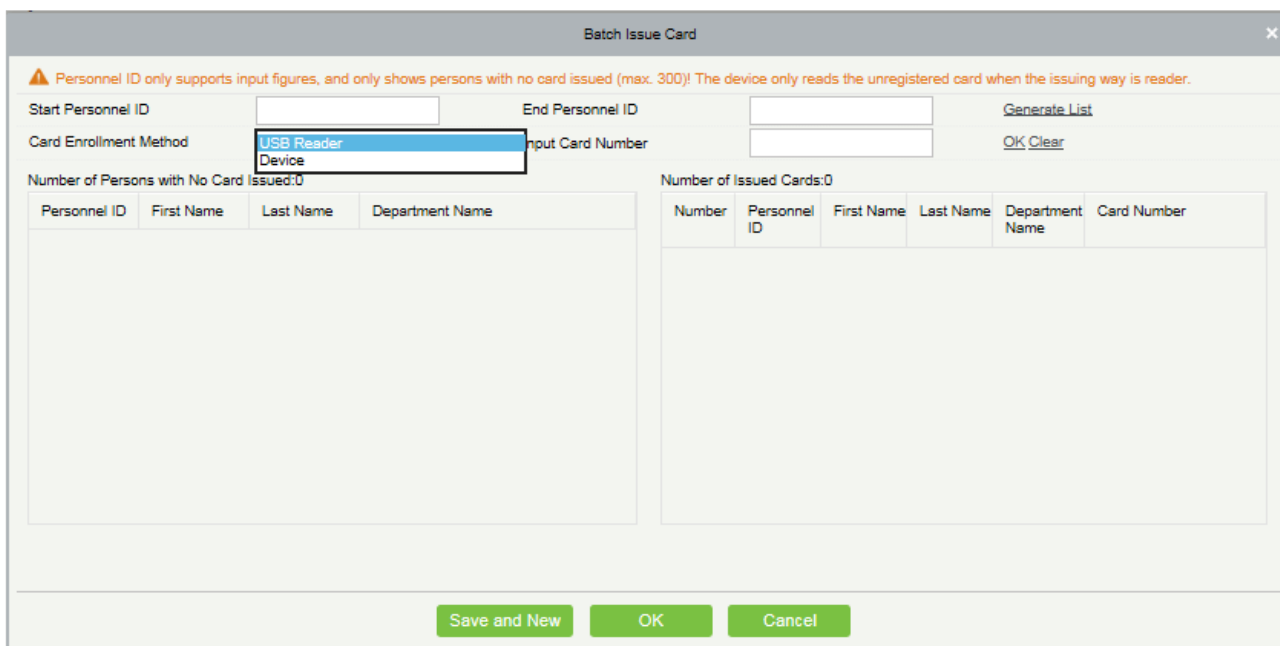 Batch Issue Card
Personnel ID only supports input figures, and only shows persons with no card issued (max. 300)! The device only reads the unregistered card when the issuing way is reader.
Start Personnel ID End Personnel ID Generate List
Card Enrollment Method USB Reader nput Card Number OK Clear
Device
Number of Persons with No Card Issued:0 Number of Issued Cards:0
Personnel ID First Name Last Name Department Name Number Personnel ID First Name Last Name Department Name Card Number
Save and New OK Cancel